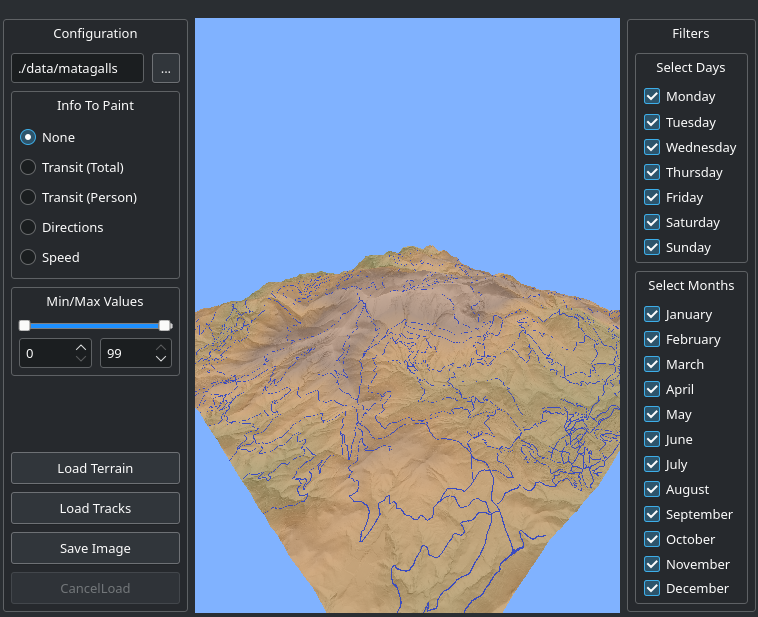 Configuration
./data/matagalls
...
Info To Paint
None
Transit (Total)
Transit (Person)
Directions
Speed
Min/Max Values
0
99
Load Terrain
Load Tracks
Save Image
CancelLoad
Filters
Select Days
Monday
Tuesday
Wednesday
Thursday
Friday
Saturday
Sunday
Select Months
January
February
March
April
May
June
July
August
September
October
November
December